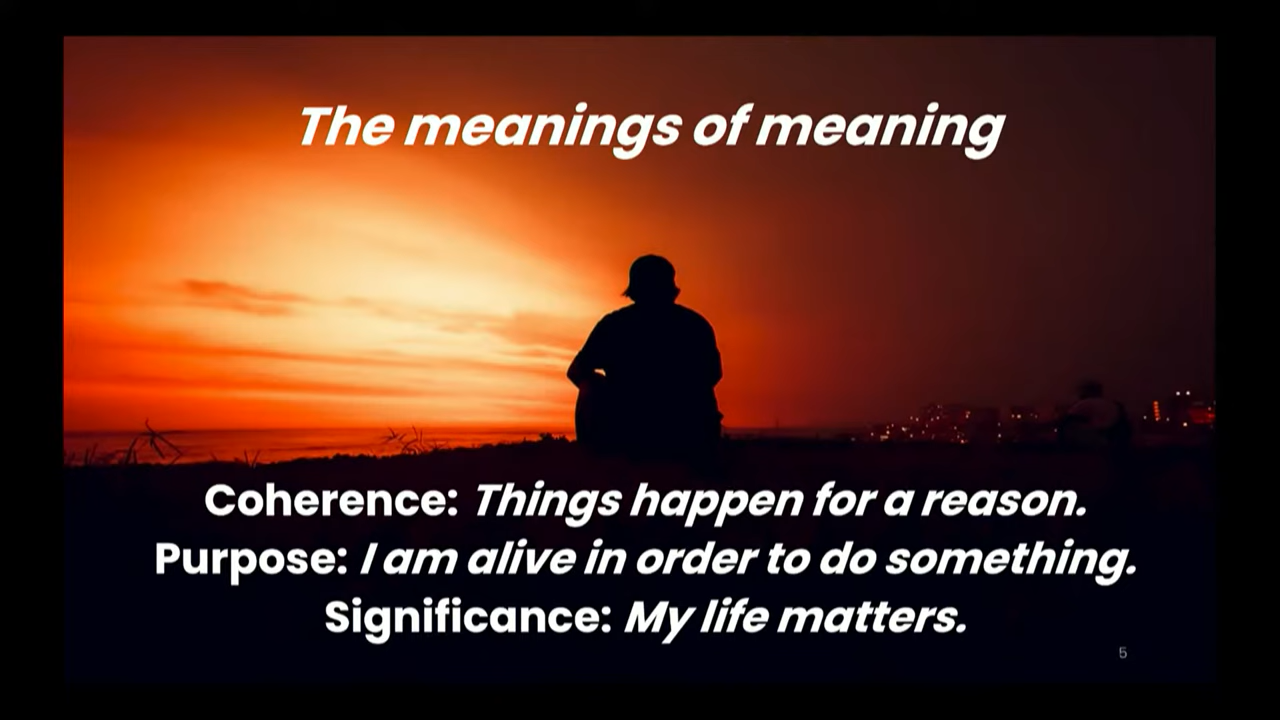 The meanings of meaning
Coherence: Things happen for a reason.
Purpose: I am alive in order to do something.
Significance: My life matters.
5